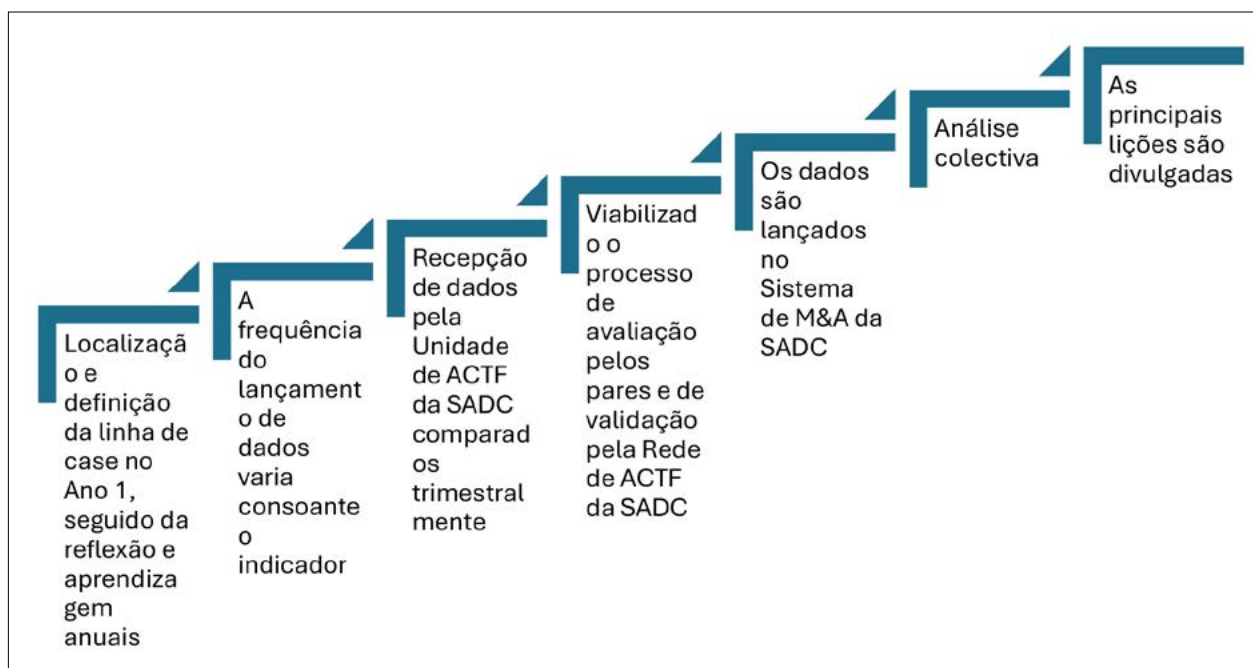 Localizaçã
o e
definição
da linha de
case no
Ano 1,
seguido da
reflexão e
aprendiza
gem
anuais
A
frequência
do
lançament
o de
dados
varia
consoante
o
indicador
Recepção
de dados
pela
Unidade
de ACTF
da SADC
comparad
os
trimestral
mente
Viabilizad
o o
processo
de
avaliação
pelos
pares e de
validação
pela Rede
de ACTF
da SADC
Os dados
são
lançados
no
Sistema
de M&A da
SADC
Análise
colectiva
As
principais
lições são
divulgadas